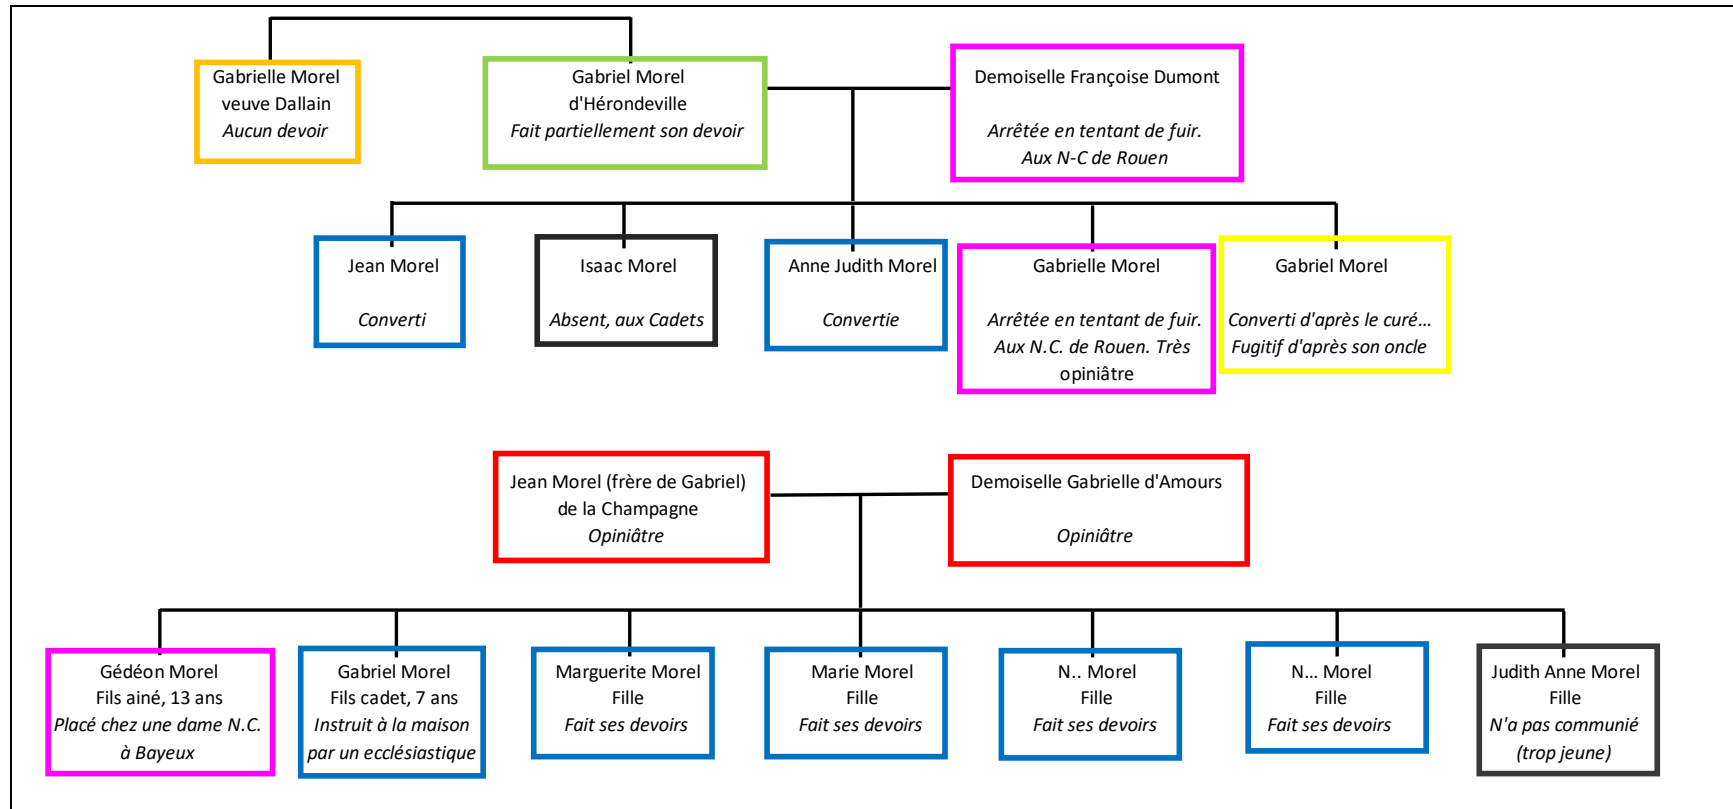 Gabrielle Morel
veuve Dallain
Aucun devoir
Gabriel Morel
d'Hérondeville
Fait partiellement son devoir
Demoiselle Françoise Dumont
Arrêtée en tentant de fuir.
Aux N-C de Rouen
Jean Morel
Converti
Isaac Morel
Absent, aux Cadets
Anne Judith Morel
Convertie
Gabrielle Morel
Arrêtée en tentant de fuir.
Aux N.C. de Rouen. Très
opiniâtre
Gabriel Morel
Converti d'après le curé...
Fugitif d'après son oncle
Jean Morel (frère de Gabriel)
de la Champagne
Opiniâtre
Demoiselle Gabrielle d'Amours
Opiniâtre
Gédéon Morel
Fils ainé, 13 ans
Placé chez une dame N.C.
à Bayeux
Gabriel Morel
Fils cadet, 7 ans
Instruit à la maison
par un ecclésiastique
Marguerite Morel
Fille
Fait ses devoirs
Marie Morel
Fille
Fait ses devoirs
N.. Morel
Fille
Fait ses devoirs
N... Morel
Fille
Fait ses devoirs
Judith Anne Morel
Fille
N'a pas communié
(trop jeune)